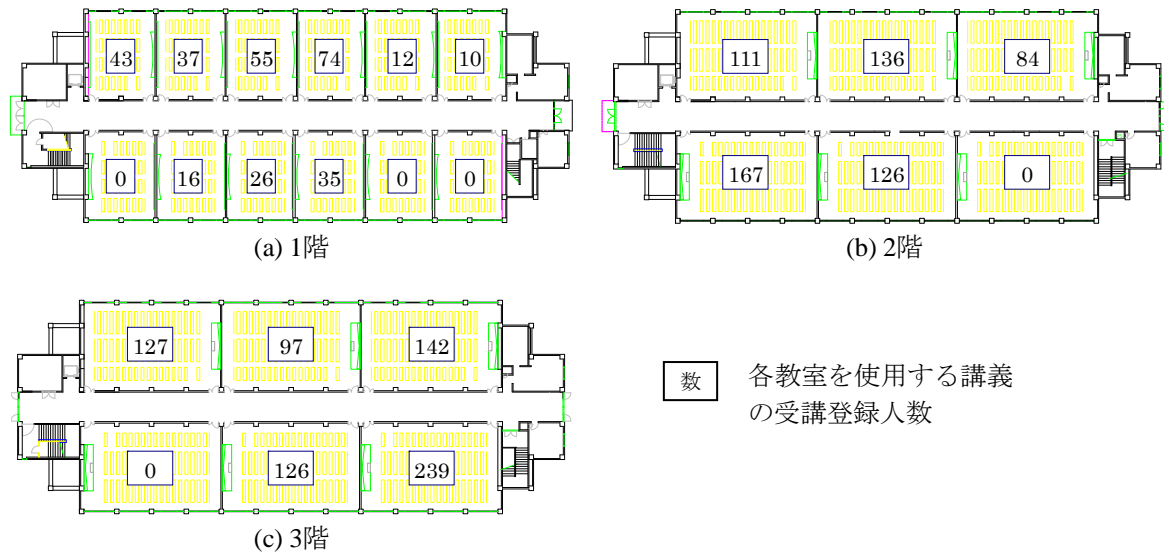 43 37 55 74 12 10
0 16 26 35 0 0
(a) 1階
111 136 84
167 126 0
(b) 2階
127 97 142
0 126 239
(c) 3階
数 各教室を使用する講義
の受講登録人数